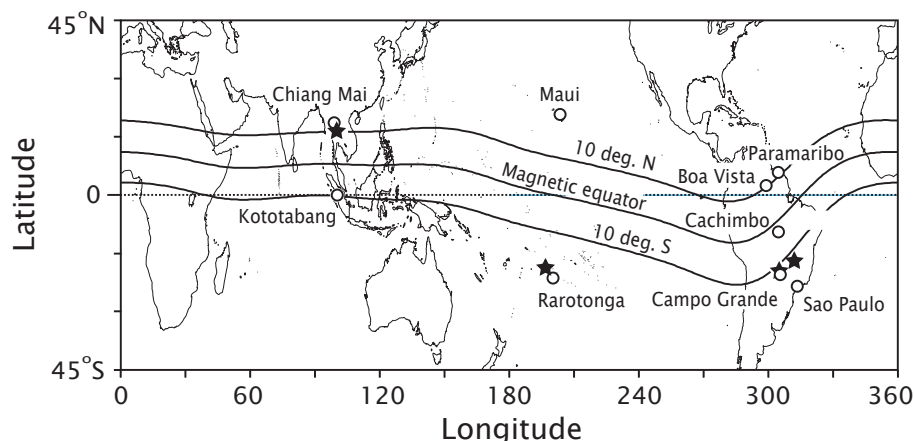 45°N
Chiang Mai
Maui
10 deg. N
Paramaribo
Boa Vista
Magnetic equator
Latitude
0
Kototabang
Cachimbo
10 deg. S
Rarotonga
Campo Grande
Sao Paulo
45°S
0 60 120 180 240 300 360
Longitude